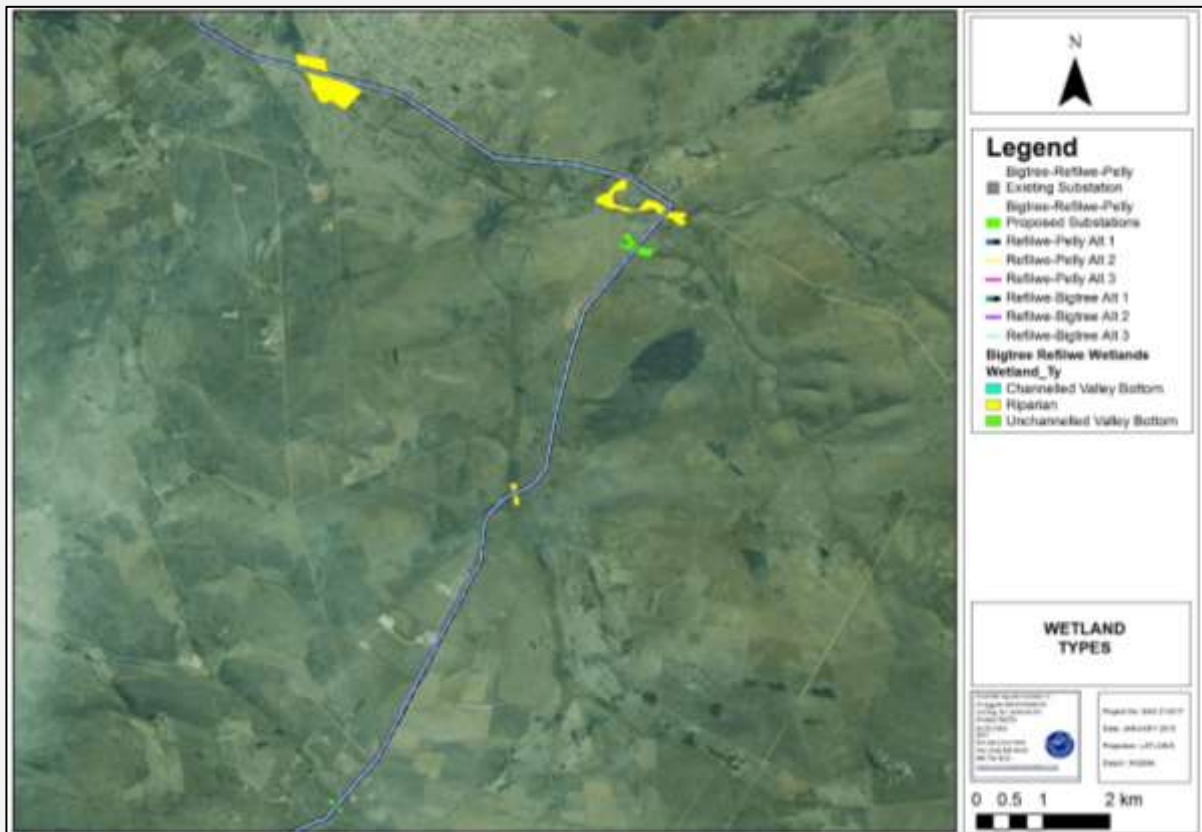 N
Legend
Bigtree-Refilwe-Pelly
Existing Substation
Bigtree-Refilwe-Pelly
Proposed Substations
Refilwe-Pelly Alt 1
Refilwe-Pelly Alt 2
Refilwe-Pelly Alt 3
Refilwe-Bigtree Alt 1
Refilwe-Bigtree Alt 2
Refilwe-Bigtree Alt 3
Bigtree Refilwe Wetlands
Wetland_Ty
Channelled Valley Bottom
Riparian
Unchannelled Valley Bottom
WETLAND
TYPES
0 0.5 1 2 km